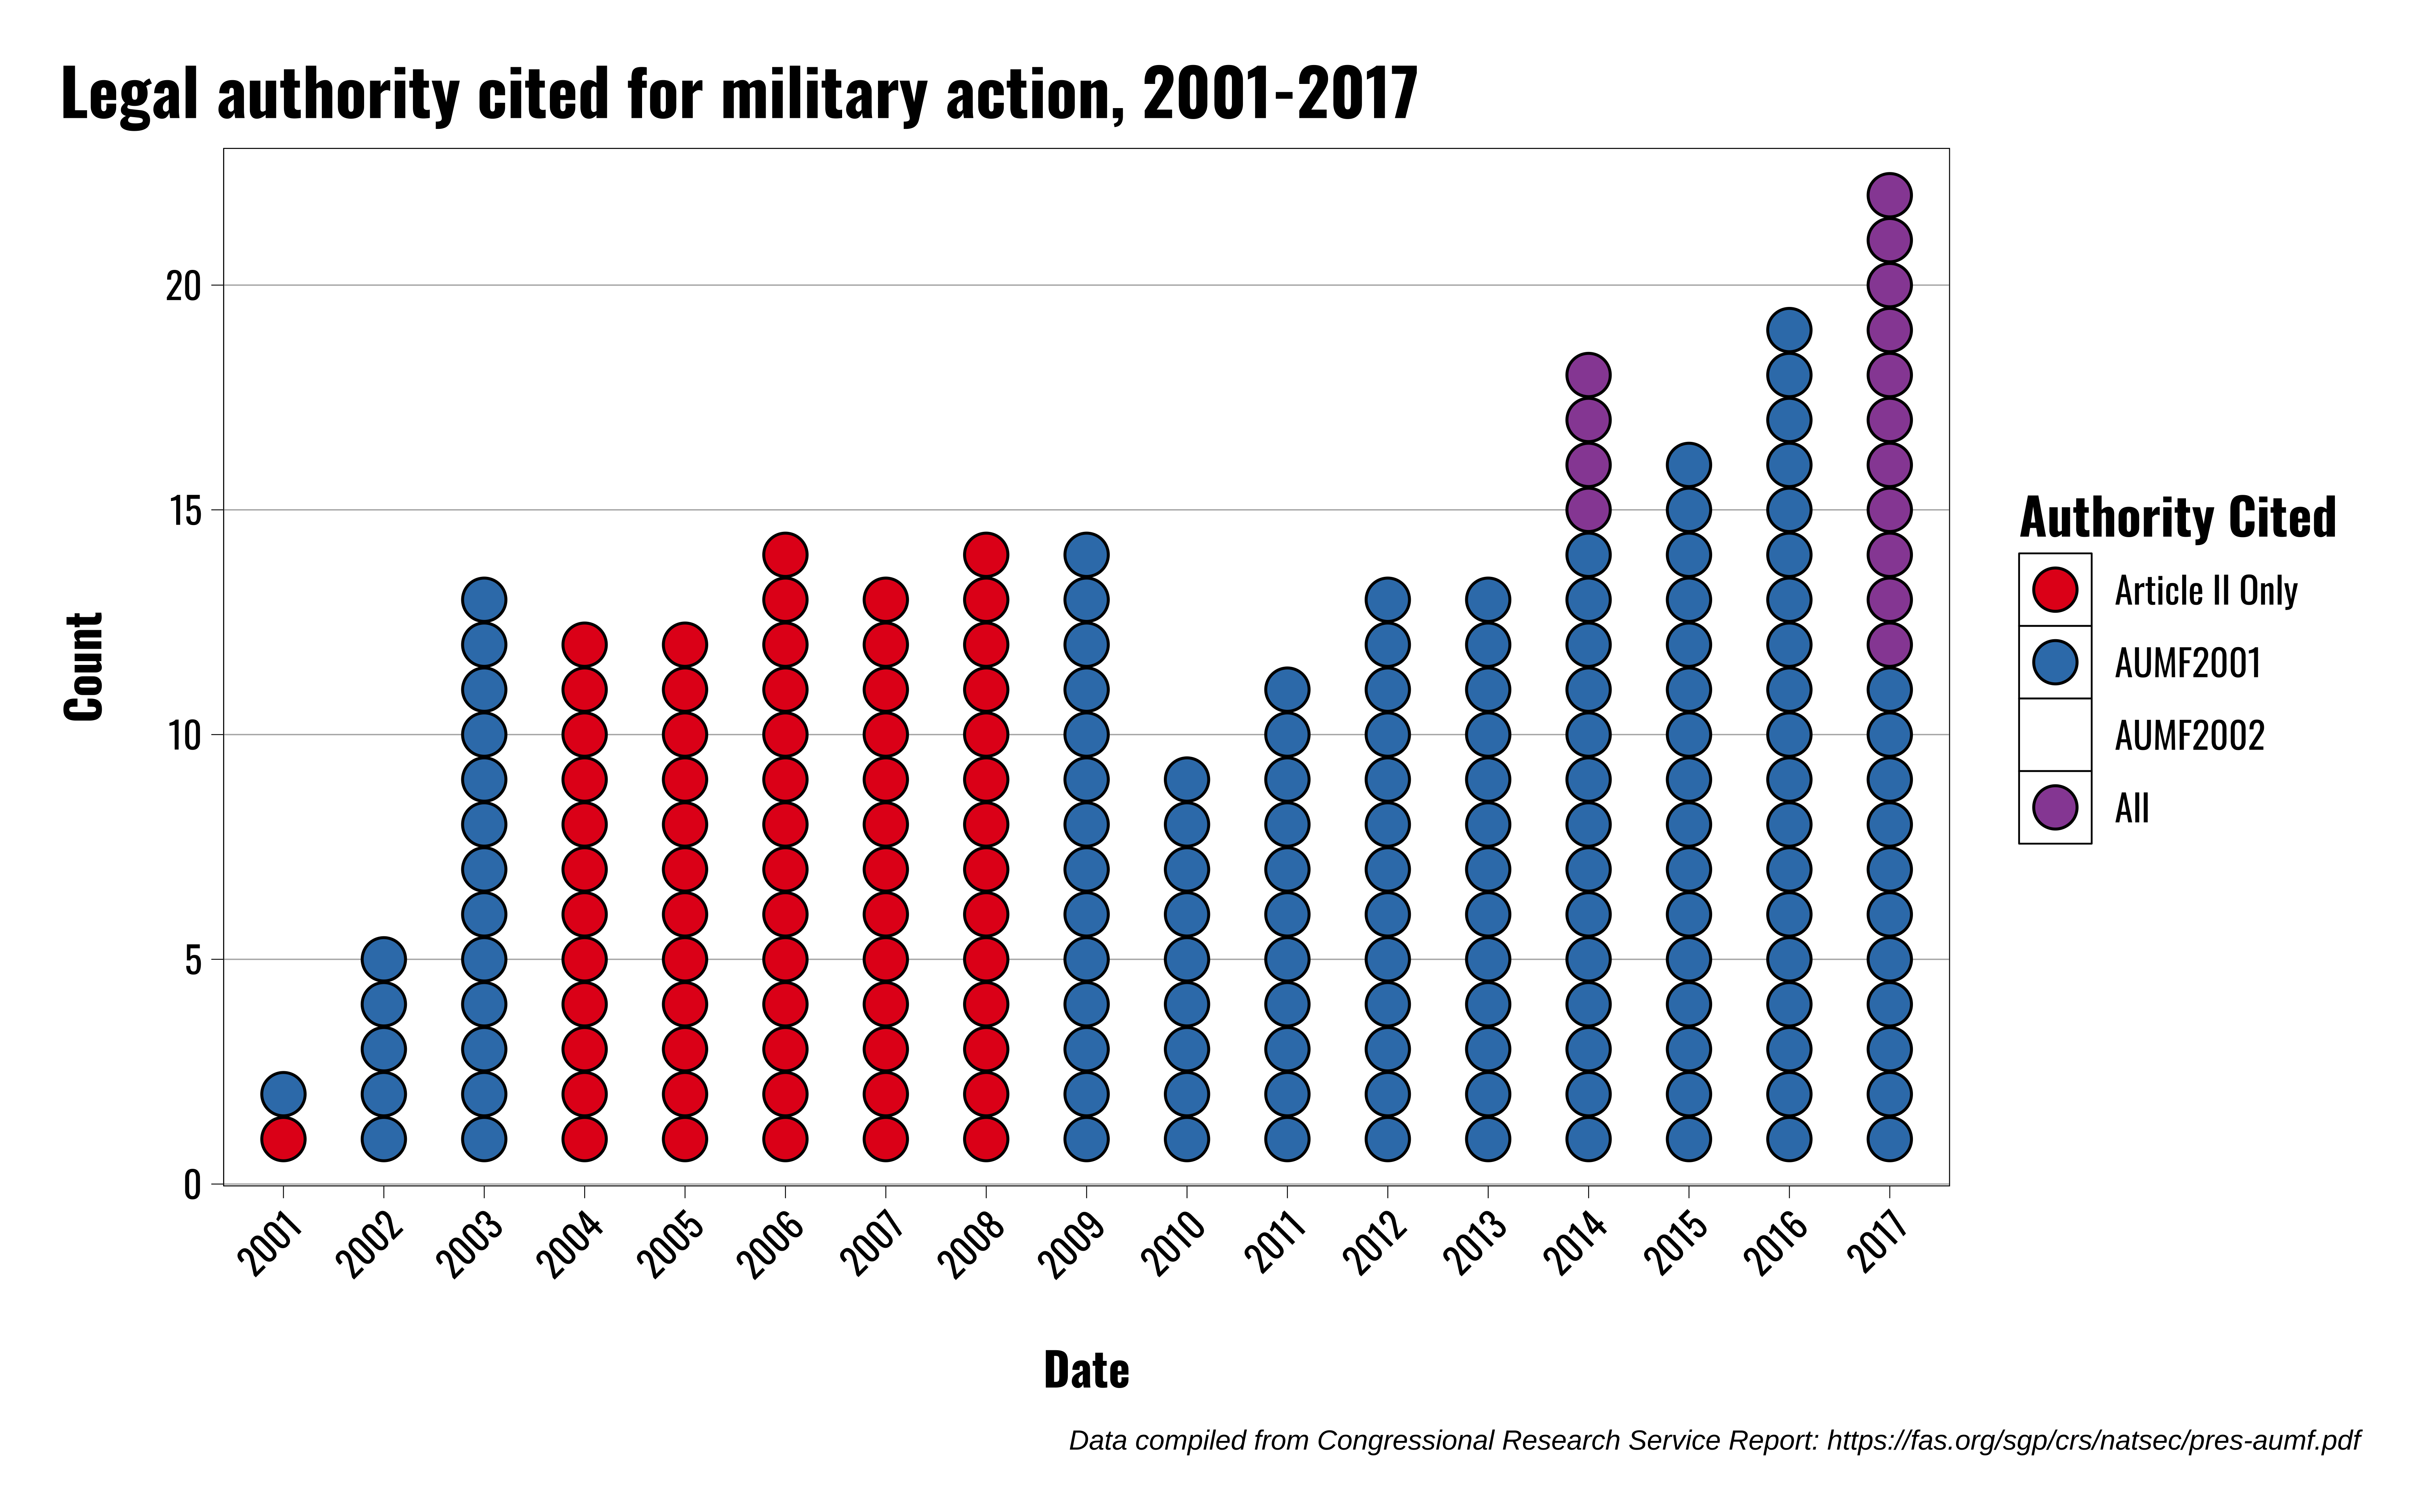 Legal authority cited for military action, 2001-2017
Count
20
15
10
5
0
2001
2002
2003
2004
2005
2006
2007
2008
2009
2010
2011
2012
2013
2014
2015
2016
2017
Date
Authority Cited
Article II Only
AUMF2001
AUMF2002
All
Data compiled from Congressional Research Service Report: https://fas.org/sgp/crs/natsec/pres-aumf.pdf